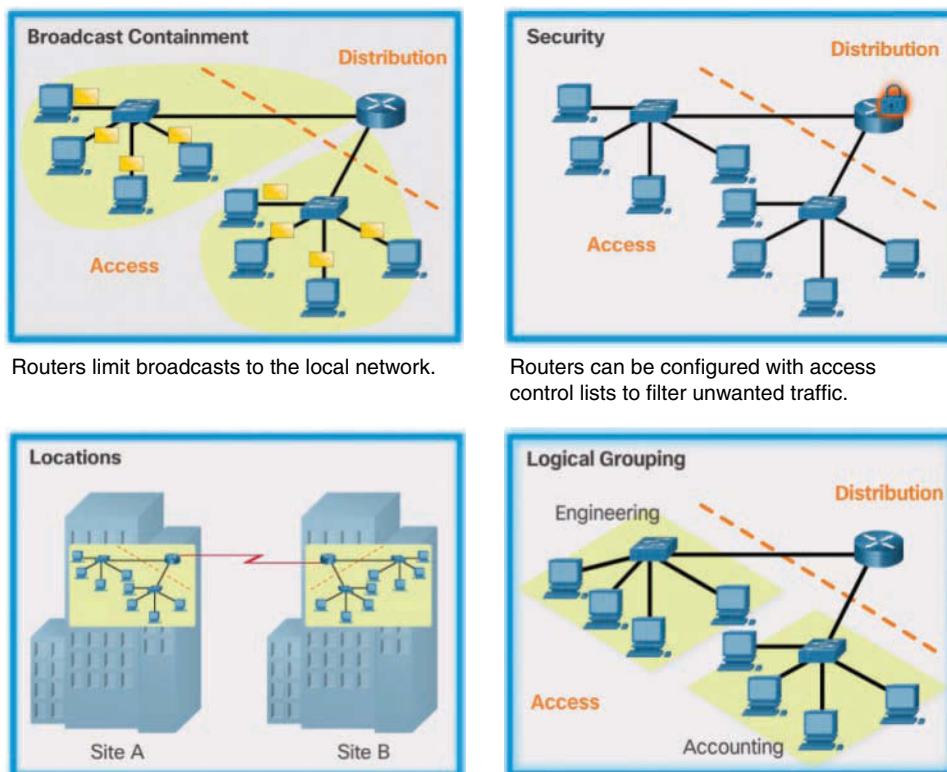 Broadcast Containment
Distribution
Access
Routers limit broadcasts to the local network.
Security
Distribution
Access
Routers can be configured with access
control lists to filter unwanted traffic.
Locations
Site A
Site B
Logical Grouping
Distribution
Engineering
Access
Accounting